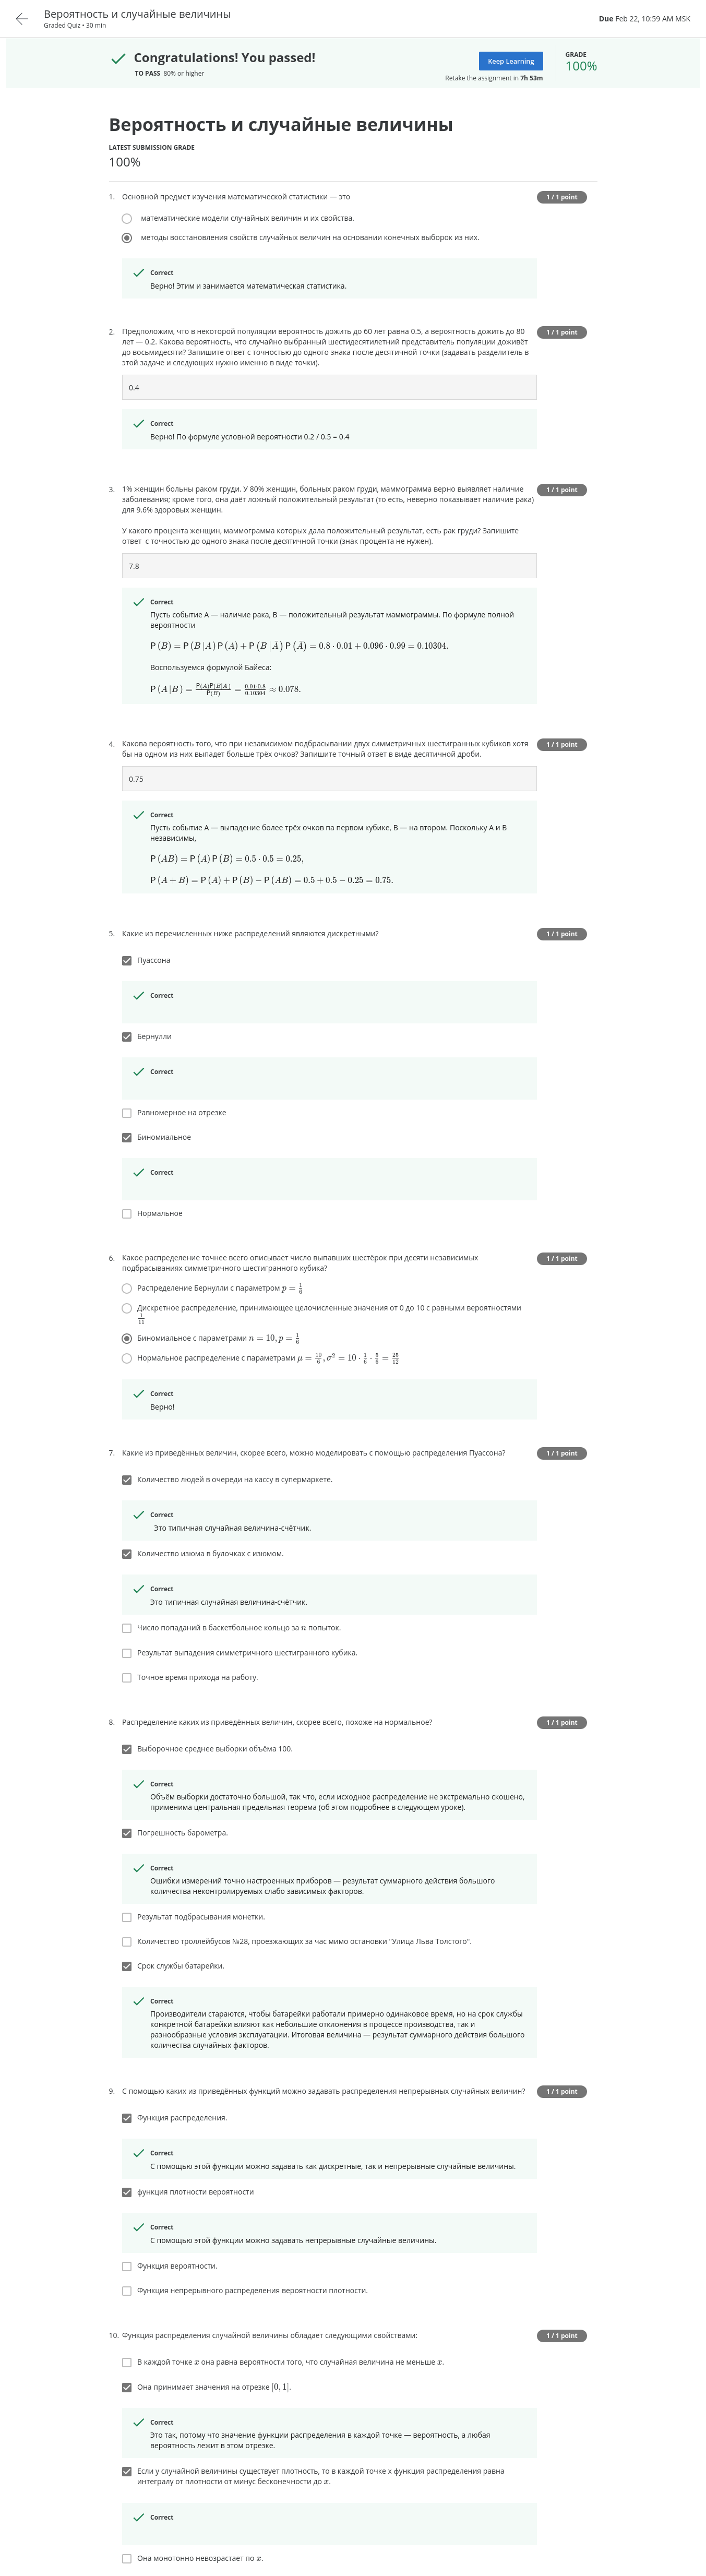 Вероятность и случайные величины
Graded Quiz • 30 min
Due Feb 22, 10:59 AM MSK
Congratulations! You passed!
TO PASS 80% or higher
Keep Learning
Retake the assignment in 7h 53m
GRADE
100%
Вероятность и случайные величины
LATEST SUBMISSION GRADE
100%
1. Основной предмет изучения математической статистики — это
1 / 1 point
математические модели случайных величин и их свойства.
методы восстановления свойств случайных величин на основании конечных выборок из них.
Correct
Верно! Этим и занимается математическая статистика.
2. Предположим, что в некоторой популяции вероятность дожить до 60 лет равна 0.5, а вероятность дожить до 80
лет — 0.2. Какова вероятность, что случайно выбранный шестидесятилетний представитель популяции доживёт
до восьмидесяти? Запишите ответ с точностью до одного знака после десятичной точки (задавать разделитель в
этой задаче и следующих нужно именно в виде точки).
1 / 1 point
0.4
Correct
Верно! По формуле условной вероятности 0.2 / 0.5 = 0.4
3. 1% женщин больны раком груди. У 80% женщин, больных раком груди, маммограмма верно выявляет наличие
заболевания; кроме того, она даёт ложный положительный результат (то есть, неверно показывает наличие рака)
для 9.6% здоровых женщин.
1 / 1 point
У какого процента женщин, маммограмма которых дала положительный результат, есть рак груди? Запишите
ответ с точностью до одного знака после десятичной точки (знак процента не нужен).
7.8
Correct
Пусть событие A — наличие рака, B — положительный результат маммограммы. По формуле полной
вероятности
P (B) = P (B |A) P (A) + P (B |Ā) P (Ā) = 0.8 · 0.01 + 0.096 · 0.99 = 0.10304.
Воспользуемся формулой Байеса:
P (A |B ) = P(A)P(B|A)/P(B) = 0.01·0.8/0.10304 ≈ 0.078.
4. Какова вероятность того, что при независимом подбрасывании двух симметричных шестигранных кубиков хотя
бы на одном из них выпадет больше трёх очков? Запишите точный ответ в виде десятичной дроби.
1 / 1 point
0.75
Correct
Пусть событие A — выпадение более трёх очков па первом кубике, B — на втором. Поскольку A и B
независимы,
P (AB) = P (A) P (B) = 0.5 · 0.5 = 0.25,
P (A + B) = P (A) + P (B) − P (AB) = 0.5 + 0.5 − 0.25 = 0.75.
5. Какие из перечисленных ниже распределений являются дискретными?
1 / 1 point
Пуассона
Correct
Бернулли
Correct
Равномерное на отрезке
Биномиальное
Correct
Нормальное
6. Какое распределение точнее всего описывает число выпавших шестёрок при десяти независимых
подбрасываниях симметричного шестигранного кубика?
1 / 1 point
Распределение Бернулли с параметром p = 1/6
Дискретное распределение, принимающее целочисленные значения от 0 до 10 с равными вероятностями
1/11
Биномиальное с параметрами n = 10, p = 1/6
Нормальное распределение с параметрами μ = 10/6, σ² = 10 · 1/6 · 5/6 = 25/12
Correct
Верно!
7. Какие из приведённых величин, скорее всего, можно моделировать с помощью распределения Пуассона?
1 / 1 point
Количество людей в очереди на кассу в супермаркете.
Correct
Это типичная случайная величина-счётчик.
Количество изюма в булочках с изюмом.
Correct
Это типичная случайная величина-счётчик.
Число попаданий в баскетбольное кольцо за n попыток.
Результат выпадения симметричного шестигранного кубика.
Точное время прихода на работу.
8. Распределение каких из приведённых величин, скорее всего, похоже на нормальное?
1 / 1 point
Выборочное среднее выборки объёма 100.
Correct
Объём выборки достаточно большой, так что, если исходное распределение не экстремально скошено,
применима центральная предельная теорема (об этом подробнее в следующем уроке).
Погрешность барометра.
Correct
Ошибки измерений точно настроенных приборов — результат суммарного действия большого
количества неконтролируемых слабо зависимых факторов.
Результат подбрасывания монетки.
Количество троллейбусов №28, проезжающих за час мимо остановки "Улица Льва Толстого".
Срок службы батарейки.
Correct
Производители стараются, чтобы батарейки работали примерно одинаковое время, но на срок службы
конкретной батарейки влияют как небольшие отклонения в процессе производства, так и
разнообразные условия эксплуатации. Итоговая величина — результат суммарного действия большого
количества случайных факторов.
9. С помощью каких из приведённых функций можно задавать распределения непрерывных случайных величин?
1 / 1 point
Функция распределения.
Correct
С помощью этой функции можно задавать как дискретные, так и непрерывные случайные величины.
функция плотности вероятности
Correct
С помощью этой функции можно задавать непрерывные случайные величины.
Функция вероятности.
Функция непрерывного распределения вероятности плотности.
10. Функция распределения случайной величины обладает следующими свойствами:
1 / 1 point
В каждой точке x она равна вероятности того, что случайная величина не меньше x.
Она принимает значения на отрезке [0, 1].
Correct
Это так, потому что значение функции распределения в каждой точке — вероятность, а любая
вероятность лежит в этом отрезке.
Если у случайной величины существует плотность, то в каждой точке x функция распределения равна
интегралу от плотности от минус бесконечности до x.
Correct
Она монотонно невозрастает по x.